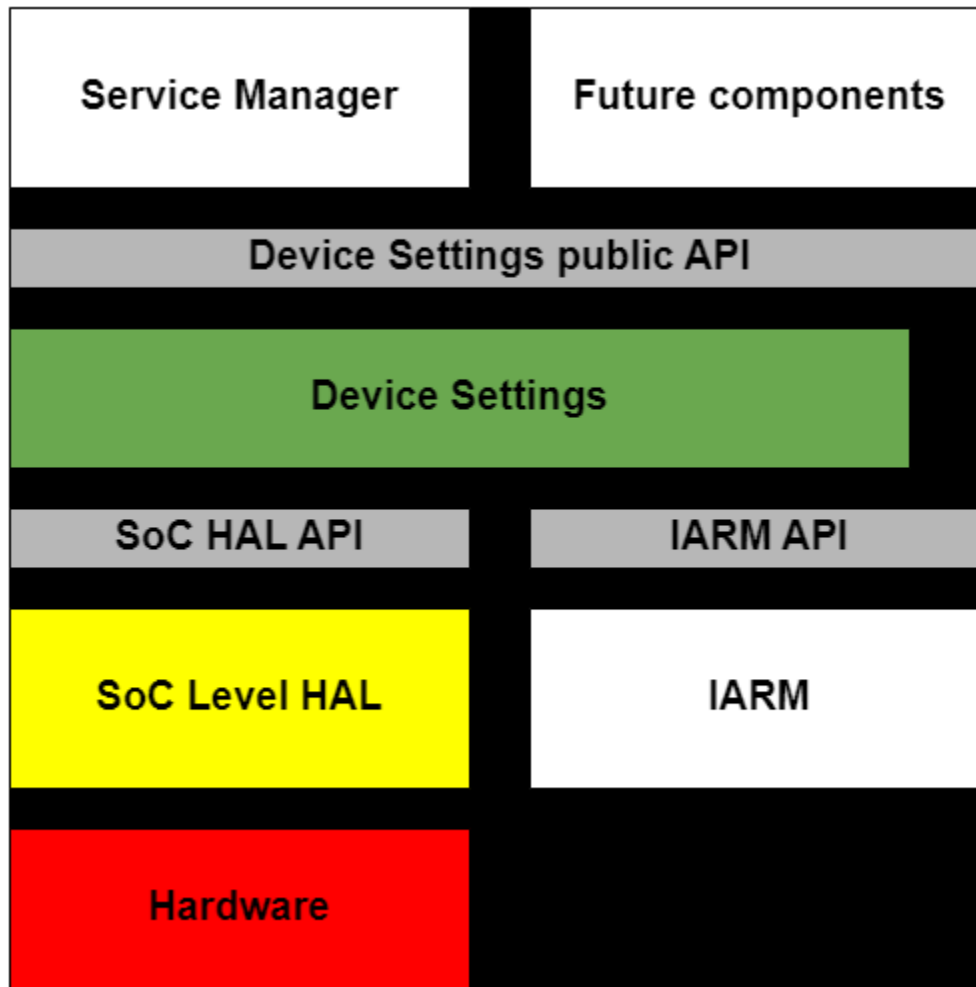 Service Manager
Future components
Device Settings public API
Device Settings
SoC HAL API
IARM API
SoC Level HAL
IARM
Hardware